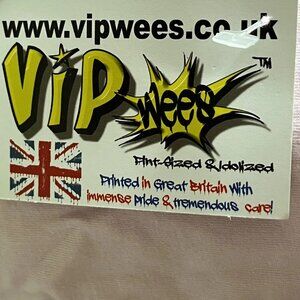 www.vipwees.co.uk
ViP wees ™
Pint-Sized & Idolized
Printed in Great Britain With
immense Pride & tremendous care!